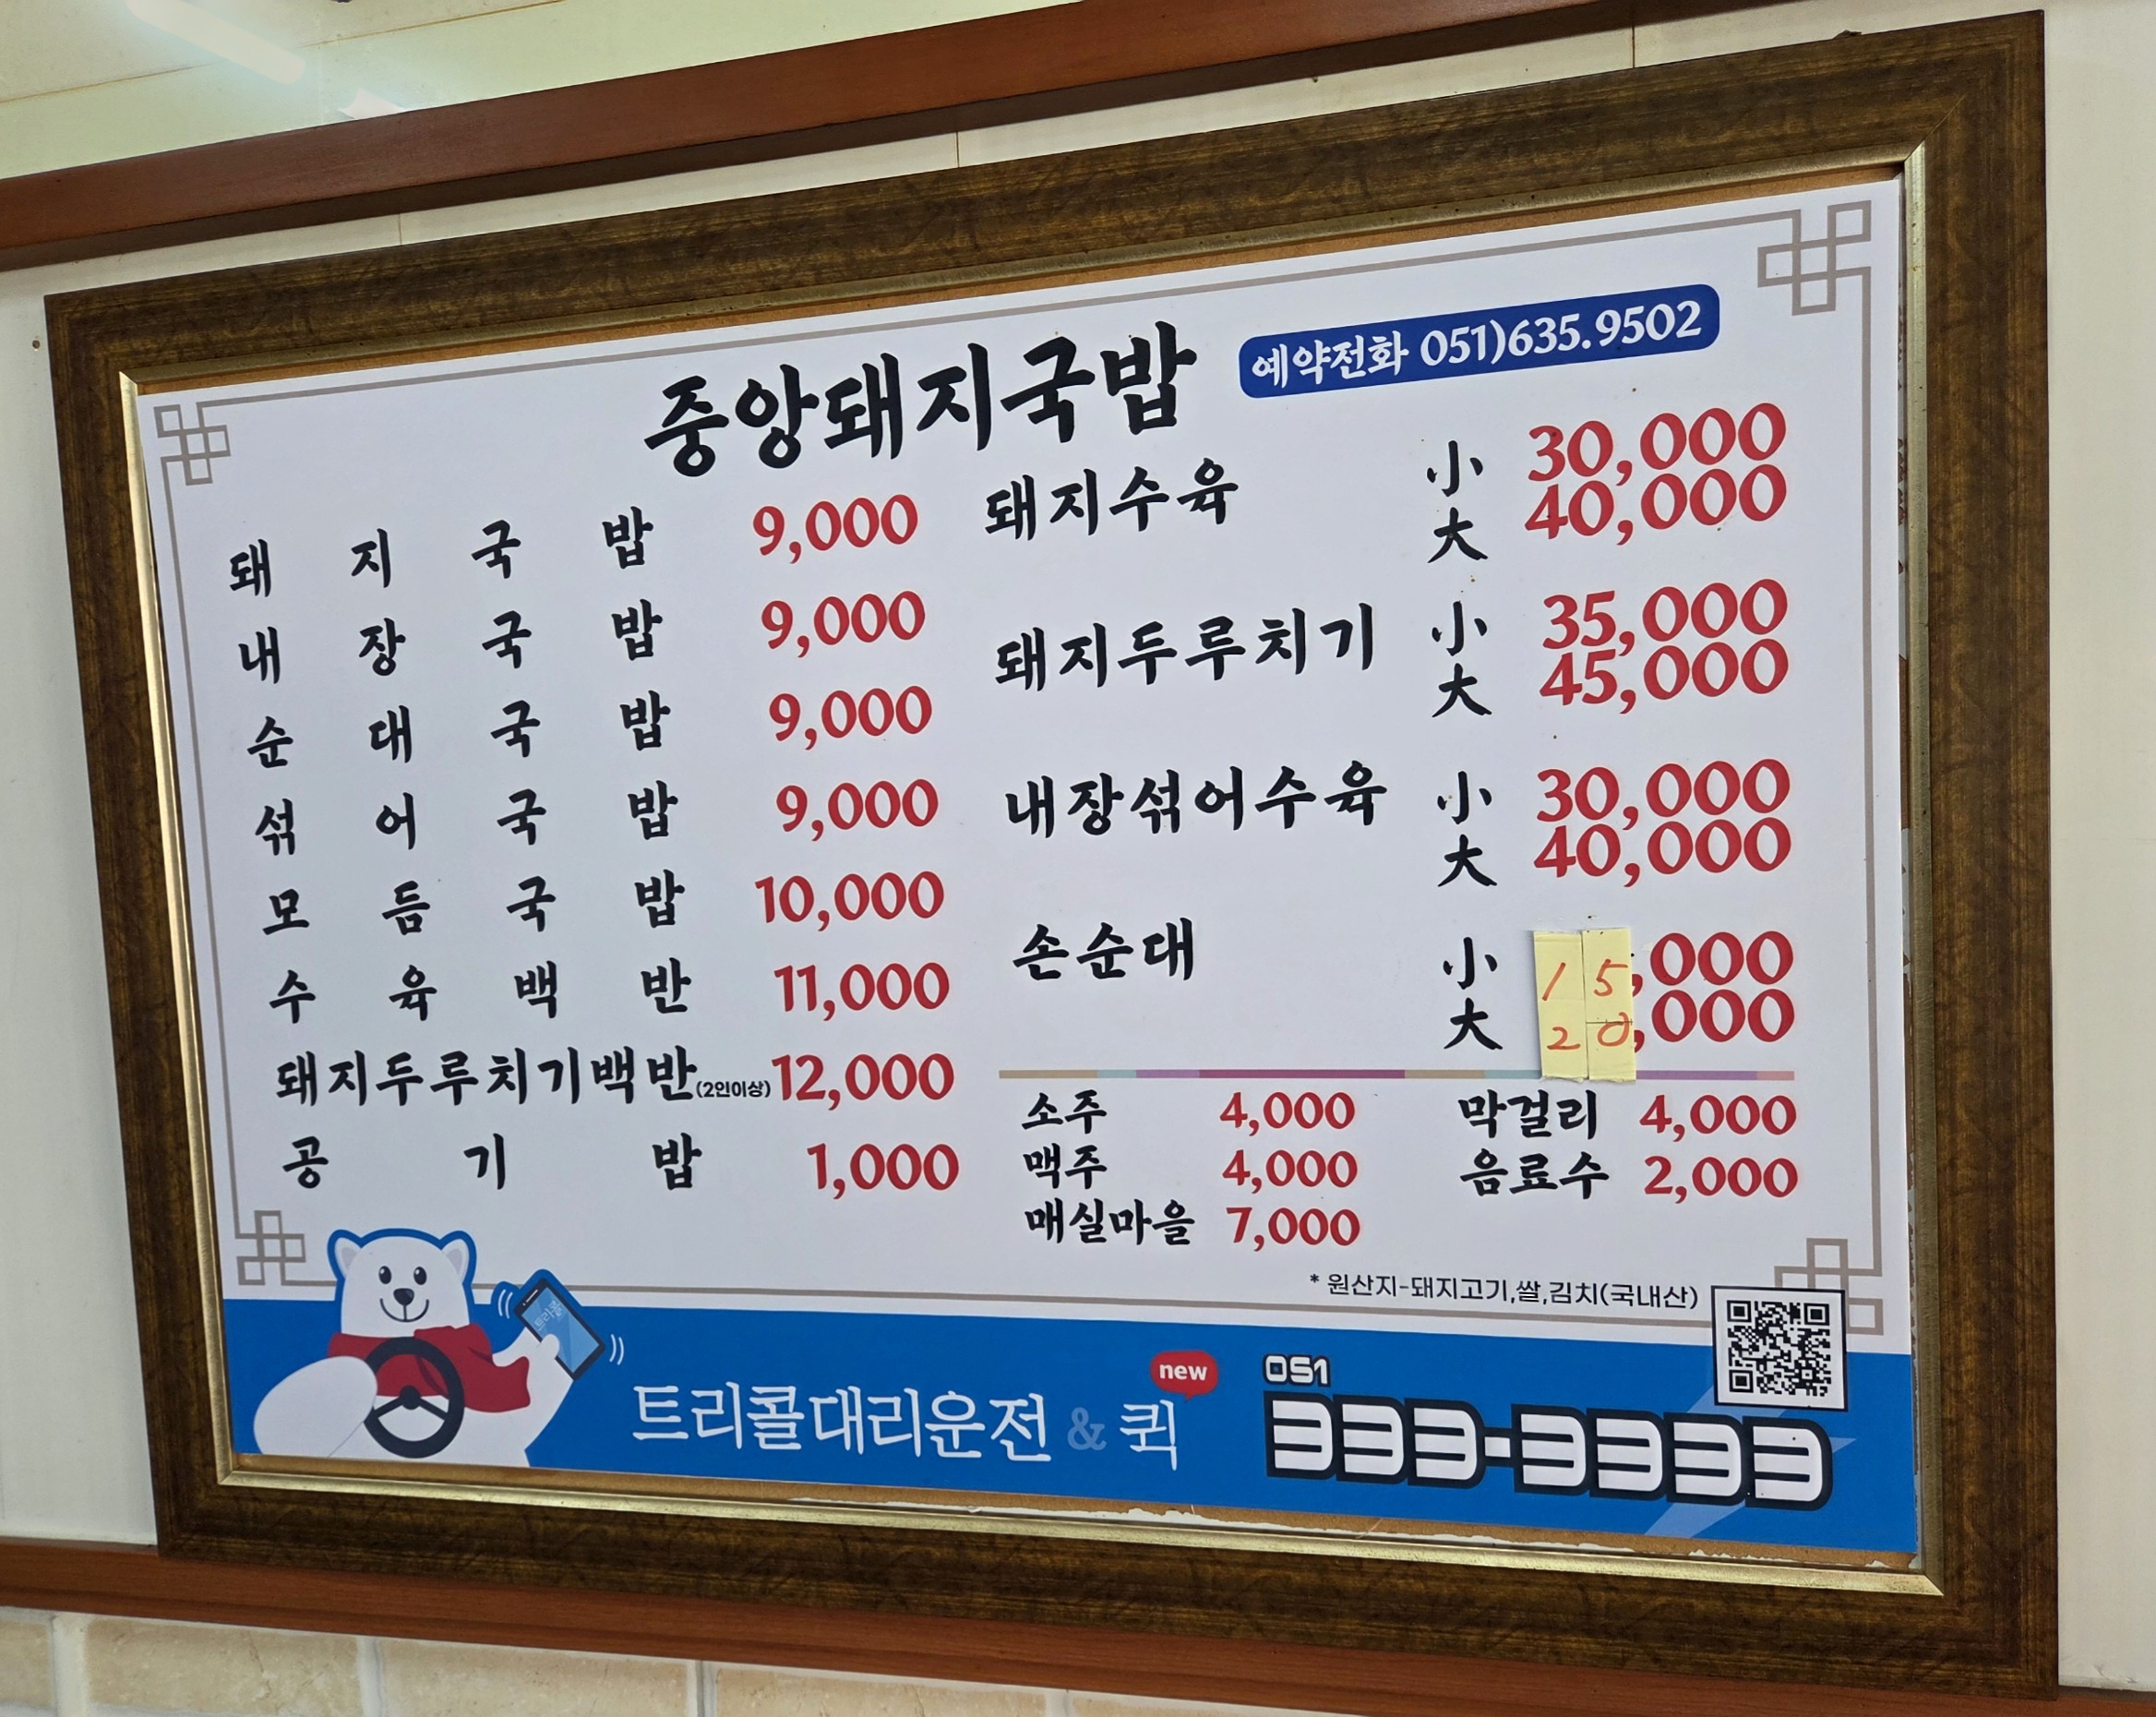 중앙돼지국밥
예약전화 051)635.9502
돼지국밥 9,000
내장국밥 9,000
순대국밥 9,000
섞어국밥 9,000
모듬국밥 10,000
수육백반 11,000
돼지두루치기백반(2인이상) 12,000
공기밥 1,000
돼지수육 小 30,000
大 40,000
돼지두루치기 小 35,000
大 45,000
내장섞어수육 小 30,000
大 40,000
손순대 小 15,000
大 20,000
소주 4,000
맥주 4,000
매실마을 7,000
막걸리 4,000
음료수 2,000
* 원산지-돼지고기,쌀,김치(국내산)
트리콜
트리콜대리운전 & 퀵 new
051
333-3333